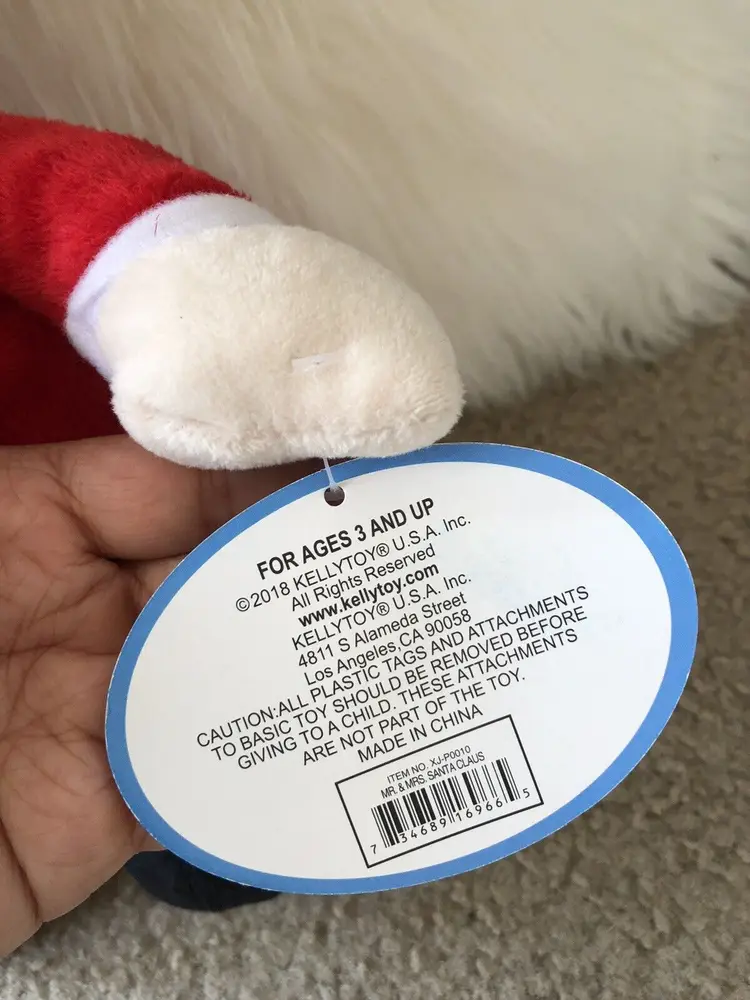 FOR AGES 3 AND UP
©2018 KELLYTOY® U.S.A. Inc.
All Rights Reserved
www.kellytoy.com
KELLYTOY® U.S.A. Inc.
4811 S Alameda Street
Los Angeles,CA 90058
CAUTION:ALL PLASTIC TAGS AND ATTACHMENTS
TO BASIC TOY SHOULD BE REMOVED BEFORE
GIVING TO A CHILD. THESE ATTACHMENTS
ARE NOT PART OF THE TOY.
MADE IN CHINA
ITEM NO. XJ-P0010
MR. & MRS. SANTA CLAUS
7 34689 16966 5